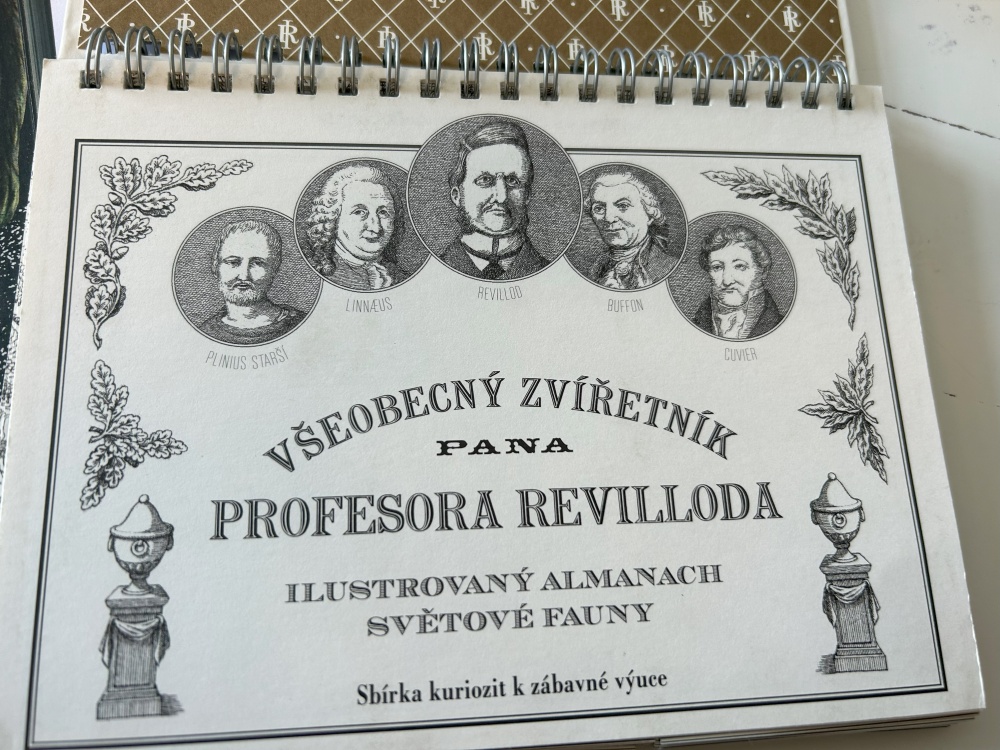 PLINIUS STARŠÍ
LINNÆUS
REVILLOD
BUFFON
CUVIER
VŠEOBECNÝ ZVÍŘETNÍK
PANA
PROFESORA REVILLODA
ILUSTROVANÝ ALMANACH
SVĚTOVÉ FAUNY
Sbírka kuriozit k zábavné výuce